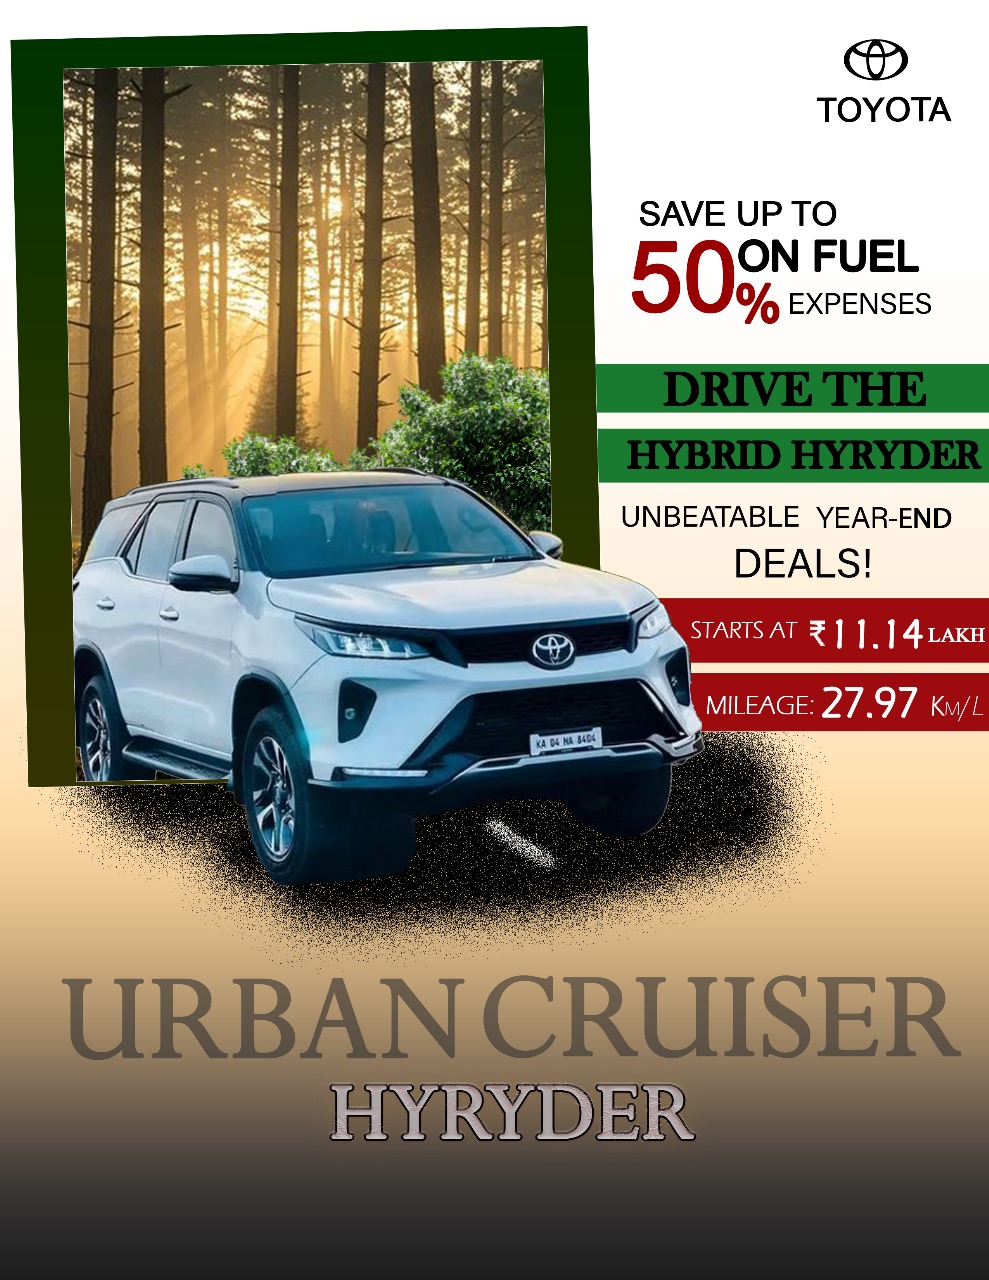 TOYOTA
SAVE UP TO
50% ON FUEL
EXPENSES
DRIVE THE
HYBRID HYRYDER
UNBEATABLE YEAR-END
DEALS!
STARTS AT ₹11.14 LAKH
MILEAGE: 27.97 KM/L
KA 04 NA 8404
URBAN CRUISER
HYRYDER